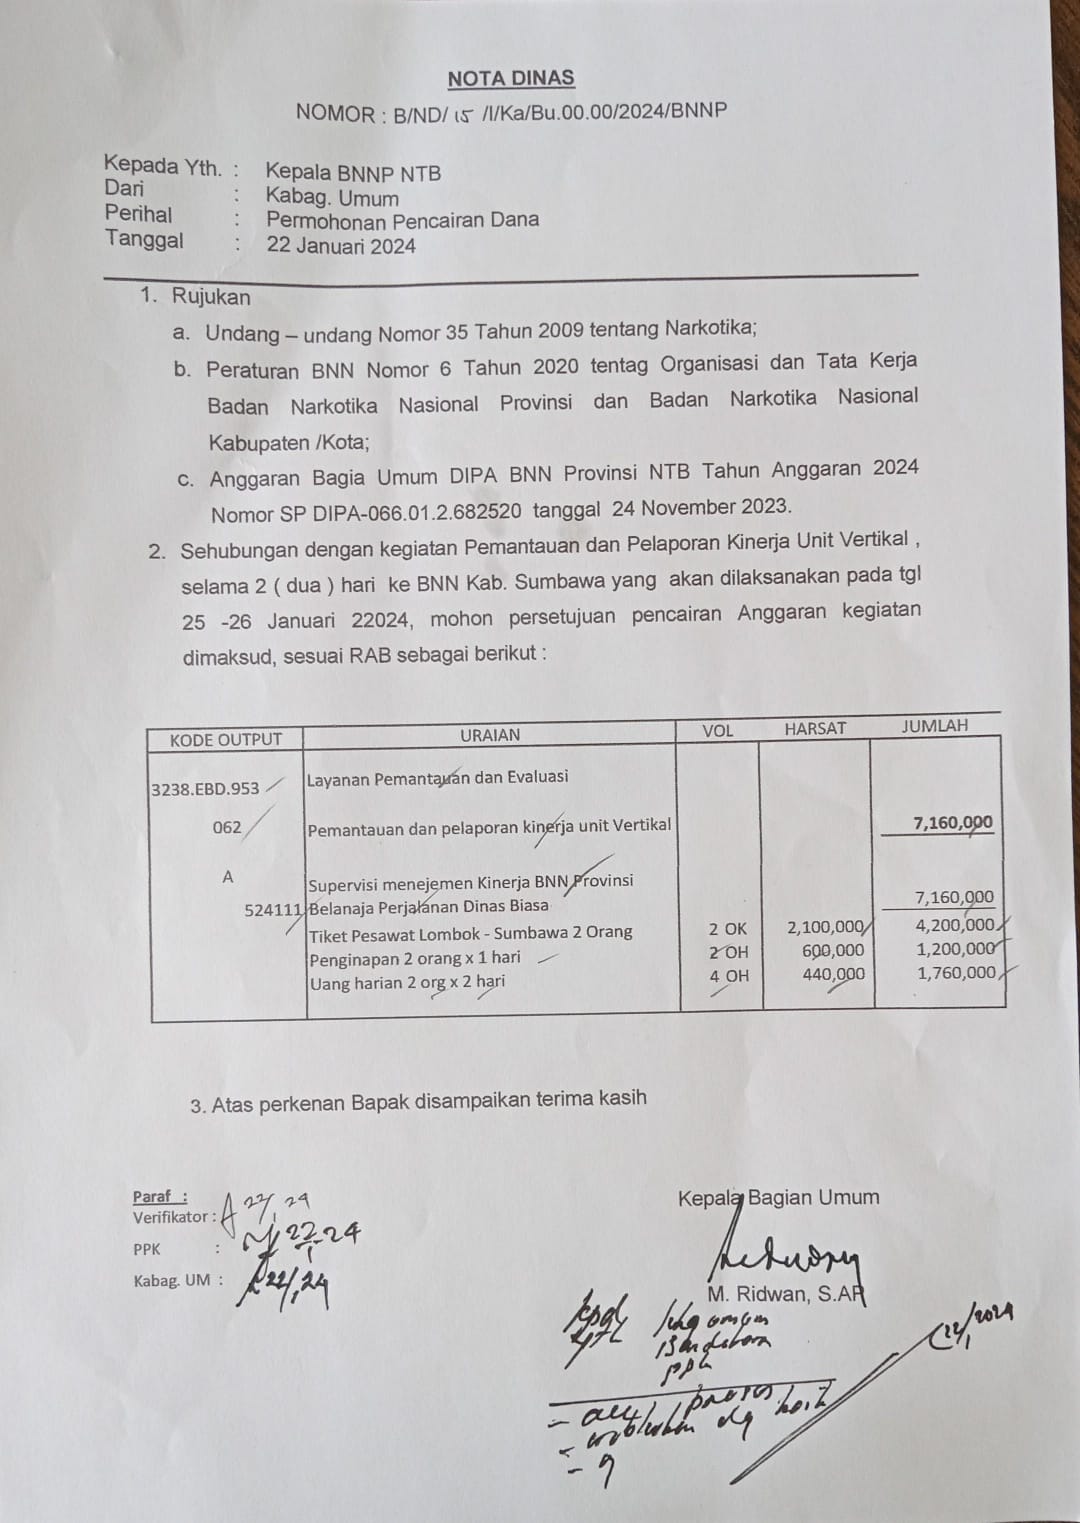 NOTA DINAS
NOMOR : B/ND/ 15 /I/Ka/Bu.00.00/2024/BNNP
Kepada Yth. : Kepala BNNP NTB
Dari : Kabag. Umum
Perihal : Permohonan Pencairan Dana
Tanggal : 22 Januari 2024
1. Rujukan
a. Undang – undang Nomor 35 Tahun 2009 tentang Narkotika;
b. Peraturan BNN Nomor 6 Tahun 2020 tentag Organisasi dan Tata Kerja
Badan Narkotika Nasional Provinsi dan Badan Narkotika Nasional
Kabupaten /Kota;
c. Anggaran Bagia Umum DIPA BNN Provinsi NTB Tahun Anggaran 2024
Nomor SP DIPA-066.01.2.682520 tanggal 24 November 2023.
2. Sehubungan dengan kegiatan Pemantauan dan Pelaporan Kinerja Unit Vertikal ,
selama 2 ( dua ) hari ke BNN Kab. Sumbawa yang akan dilaksanakan pada tgl
25 -26 Januari 22024, mohon persetujuan pencairan Anggaran kegiatan
dimaksud, sesuai RAB sebagai berikut :
KODE OUTPUT URAIAN VOL HARSAT JUMLAH
3238.EBD.953 Layanan Pemantauan dan Evaluasi
062 Pemantauan dan pelaporan kinerja unit Vertikal 7,160,000
A Supervisi menejemen Kinerja BNN Provinsi
524111 Belanaja Perjalanan Dinas Biasa 7,160,000
Tiket Pesawat Lombok - Sumbawa 2 Orang 2 OK 2,100,000 4,200,000
Penginapan 2 orang x 1 hari 2 OH 600,000 1,200,000
Uang harian 2 org x 2 hari 4 OH 440,000 1,760,000
3. Atas perkenan Bapak disampaikan terima kasih
Paraf :
Verifikator : 22/1 24
PPK : 22/1-24
Kabag. UM : 22/1 24
Kepala Bagian Umum
M. Ridwan, S.AP
22/1 2024